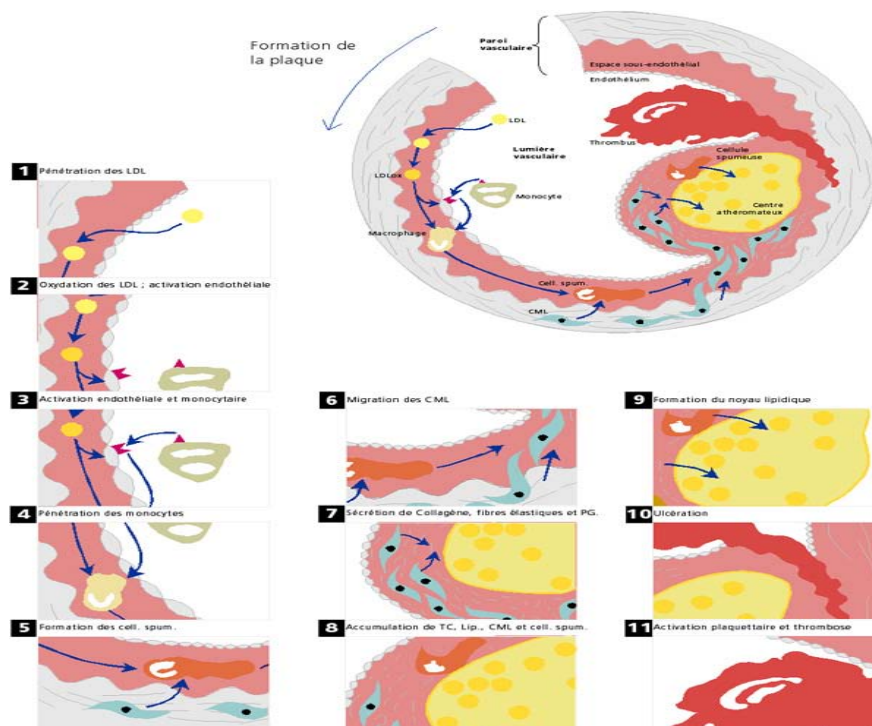 Formation de
la plaque
Paroi
vasculaire
Espace sous-endothélial
Endothélium
LDL
Lumière
vasculaire
Thrombus
Cellule
spumeuse
LDLox
Monocyte
Centre
athéromateux
Macrophage
Cell. spum.
CML
1 Pénétration des LDL
2 Oxydation des LDL ; activation endothéliale
3 Activation endothéliale et monocytaire
4 Pénétration des monocytes
5 Formation des cell. spum.
6 Migration des CML
7 Sécrétion de Collagène, fibres élastiques et PG.
8 Accumulation de TC, Lip., CML et cell. spum.
9 Formation du noyau lipidique
10 Ulcération
11 Activation plaquettaire et thrombose